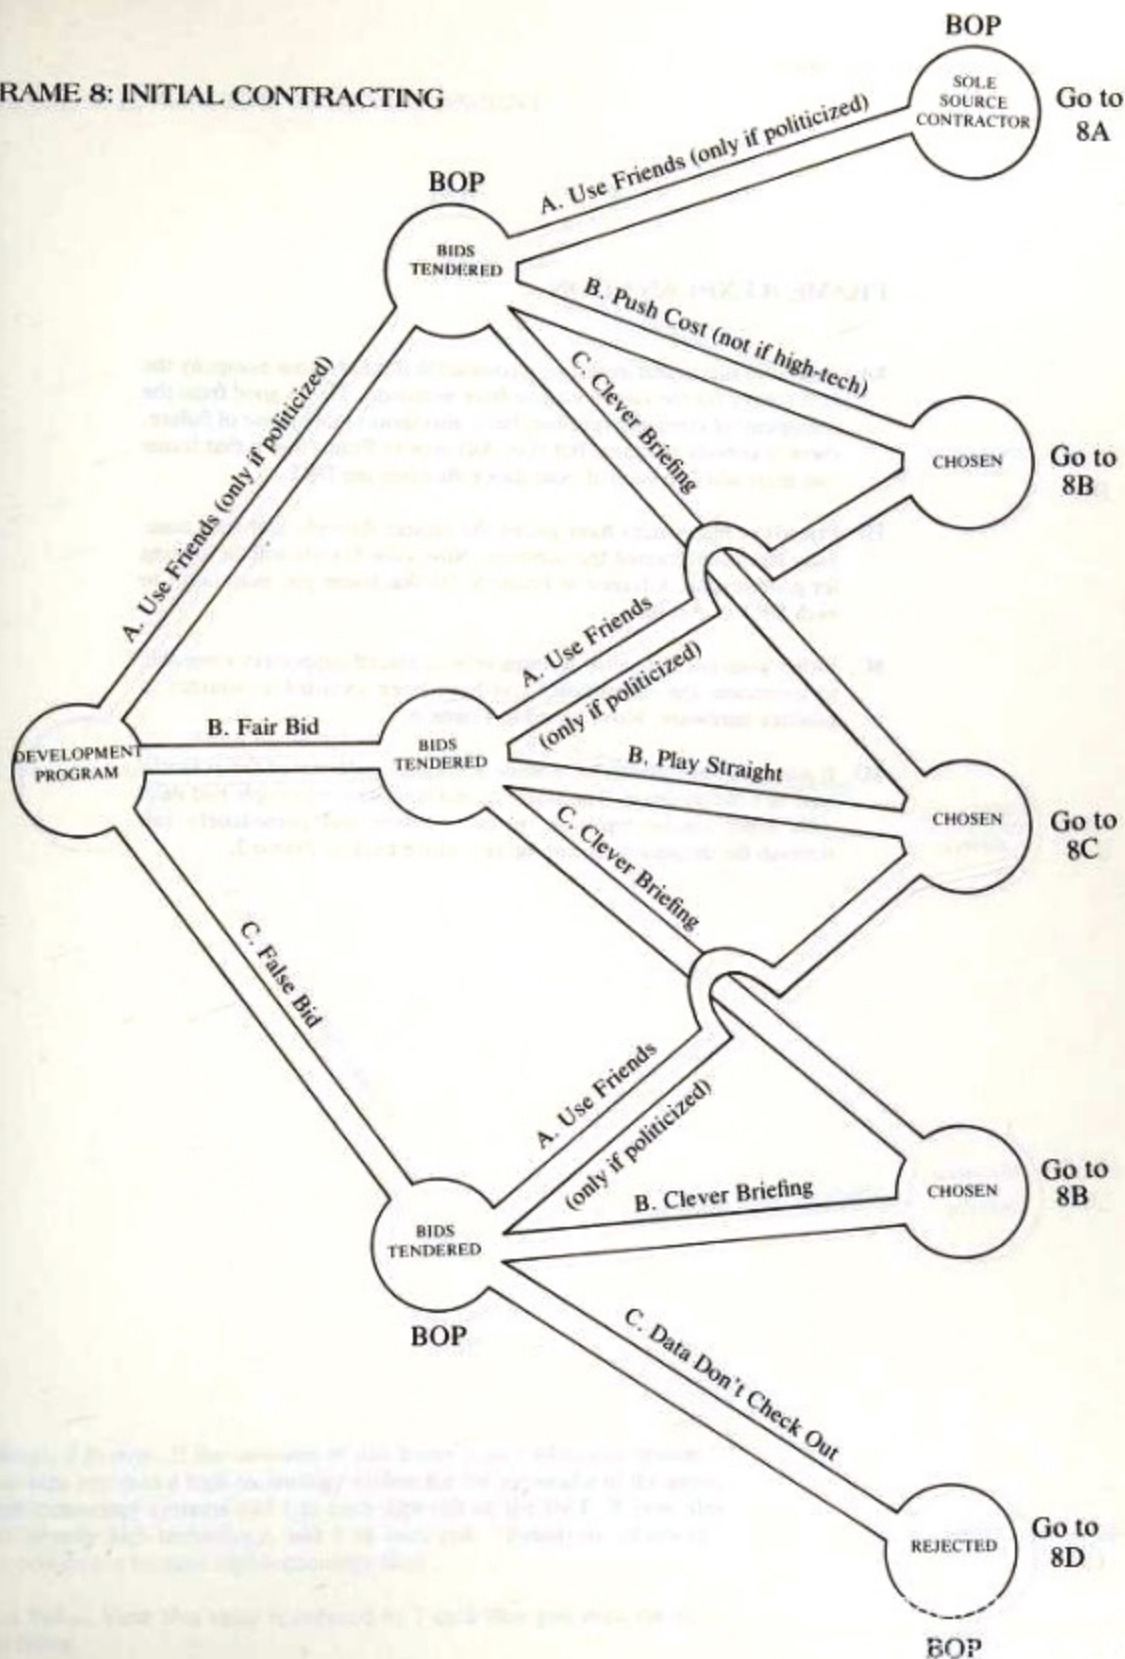 BOP
RAME 8: INITIAL CONTRACTING
SOLE
SOURCE
CONTRACTOR
Go to
8A
A. Use Friends (only if politicized)
BOP
BIDS
TENDERED
B. Push Cost (not if high-tech)
C. Clever Briefing
A. Use Friends (only if politicized)
CHOSEN
Go to
8B
A. Use Friends
(only if politicized)
B. Fair Bid
DEVELOPMENT
PROGRAM
BIDS
TENDERED
B. Play Straight
CHOSEN
Go to
8C
C. Clever Briefing
C. False Bid
A. Use Friends
(only if politicized)
B. Clever Briefing
CHOSEN
Go to
8B
BIDS
TENDERED
BOP
C. Data Don't Check Out
REJECTED
Go to
8D
BOP